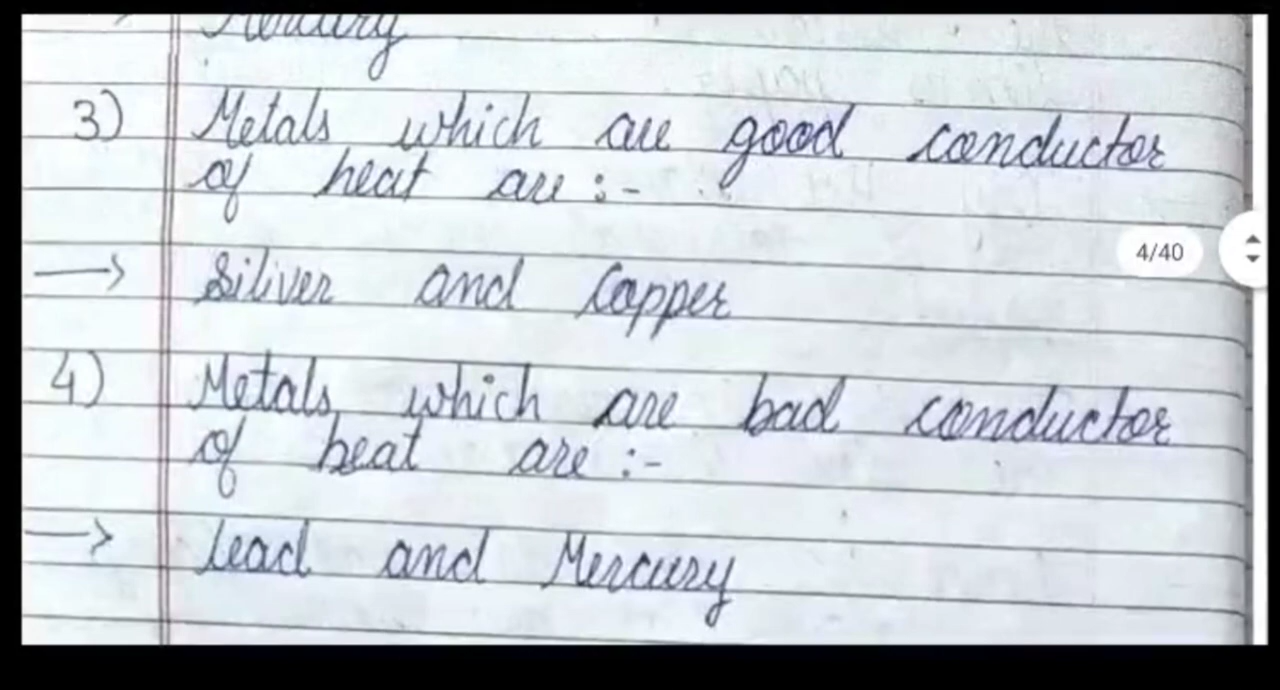 Mercury
3) Metals which are good conductor
of heat are :-
→ Siliver and Copper
4/40
4) Metals which are bad conductor
of heat are :-
→ Lead and Mercury